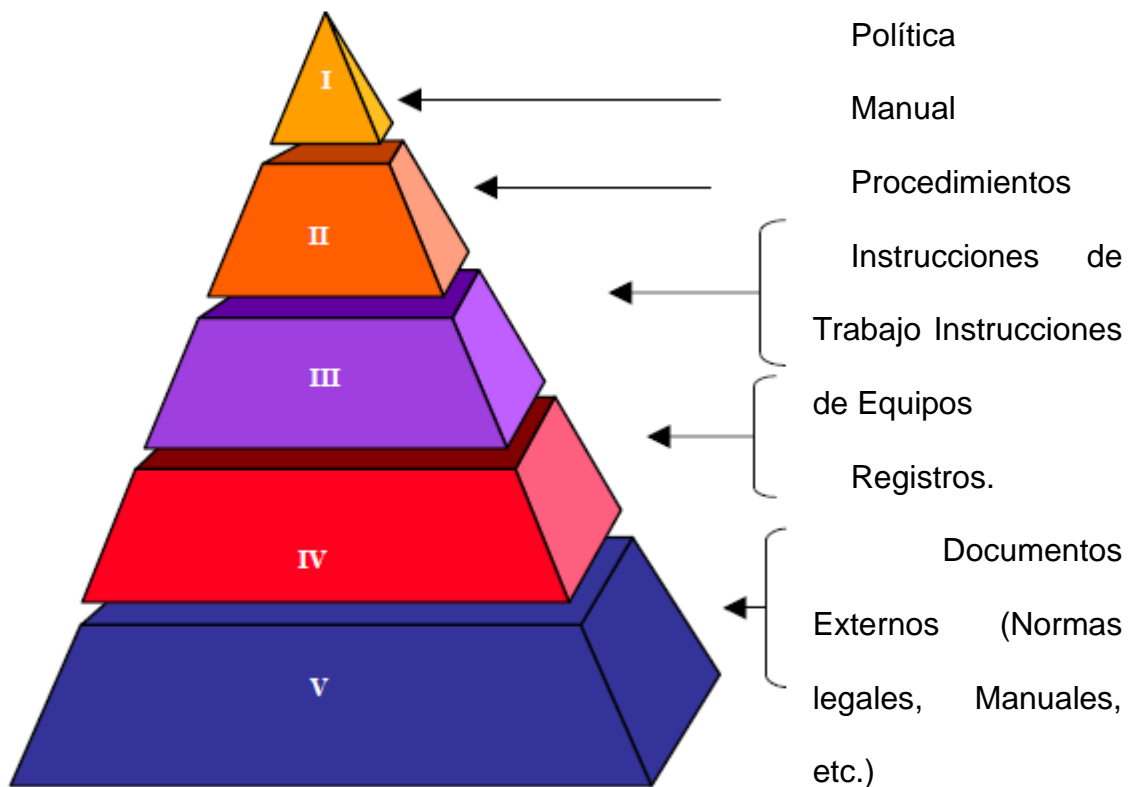 I
II
III
IV
V
Política
Manual
Procedimientos
Instrucciones de
Trabajo Instrucciones
de Equipos
Registros.
Documentos
Externos (Normas
legales, Manuales,
etc.)